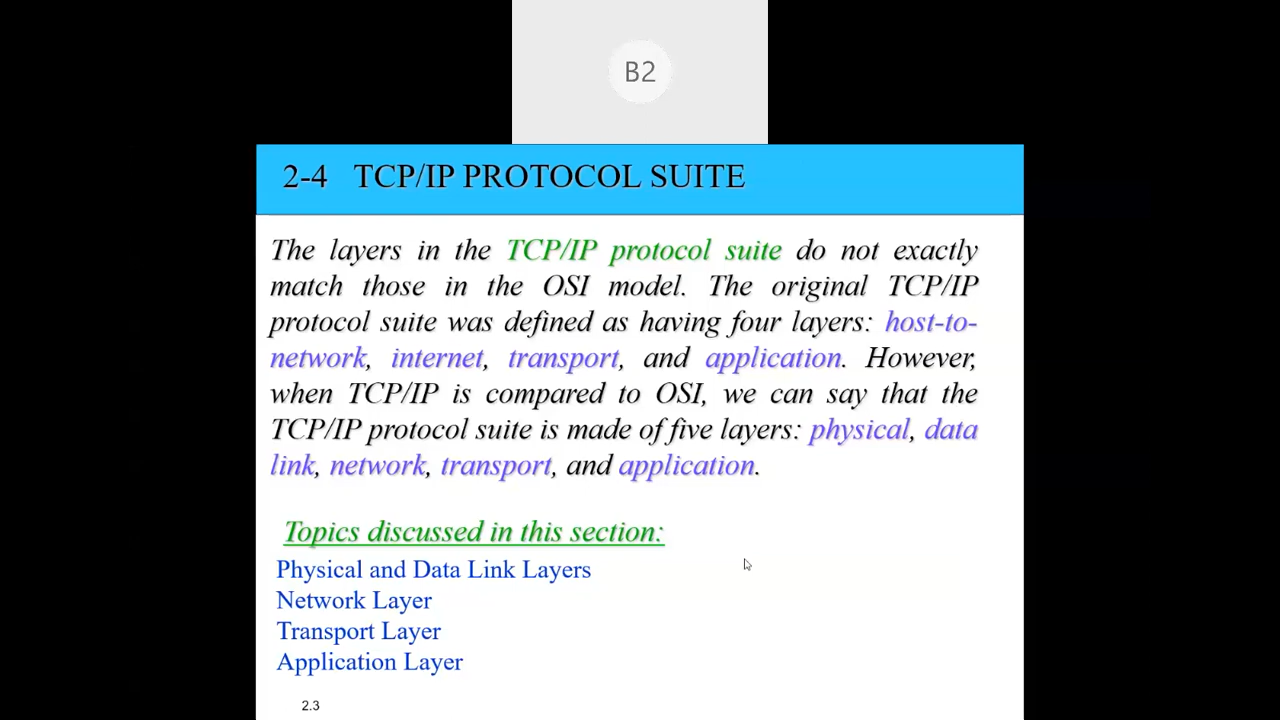 B2
2-4 TCP/IP PROTOCOL SUITE
The layers in the TCP/IP protocol suite do not exactly
match those in the OSI model. The original TCP/IP
protocol suite was defined as having four layers: host-to-
network, internet, transport, and application. However,
when TCP/IP is compared to OSI, we can say that the
TCP/IP protocol suite is made of five layers: physical, data
link, network, transport, and application.
Topics discussed in this section:
Physical and Data Link Layers
Network Layer
Transport Layer
Application Layer
2.3